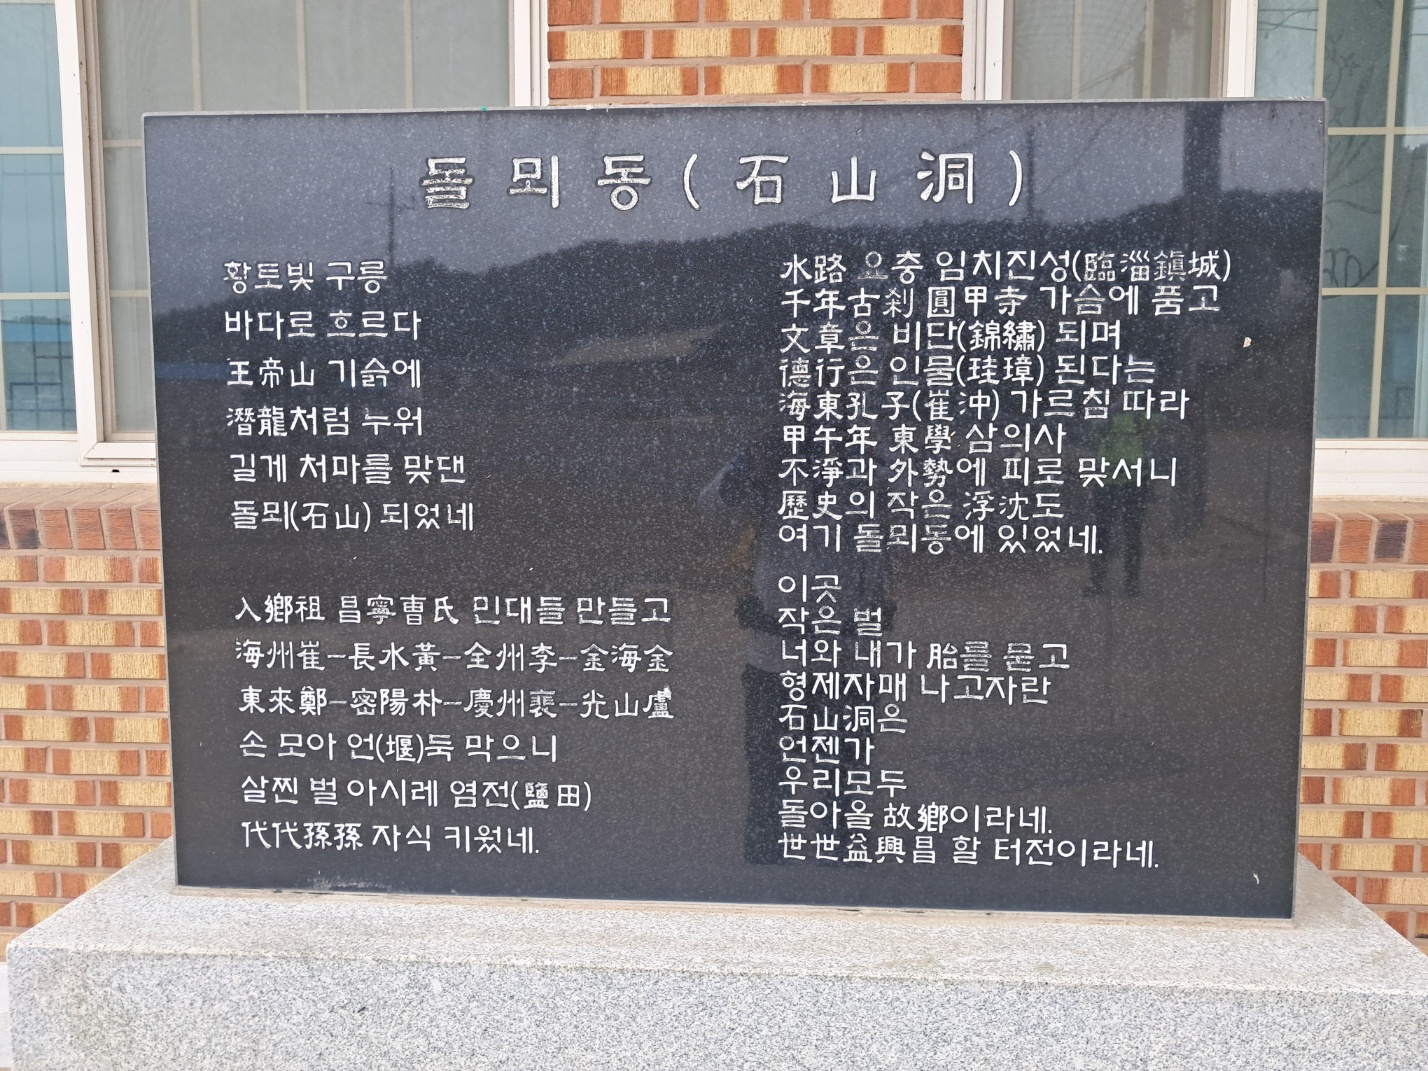 돌뫼동(石山洞)
황토빛 구릉
바다로 흐르다
王帝山 기슭에
潛龍처럼 누워
길게 처마를 맞댄
돌뫼(石山) 되었네
入鄕祖 昌寧曺氏 민대들 만들고
海州崔-長水黃-全州李-金海金
東來鄭-密陽朴-慶州裵-光山盧
손 모아 언(堰)둑 막으니
살찐 벌 아시레 염전(鹽田)
代代孫孫 자식 키웠네.
水路 요충 임치진성(臨淄鎭城)
千年古刹 圓甲寺 가슴에 품고
文章은 비단(錦繡) 되며
德行은 인물(珪璋) 된다는
海東孔子(崔沖) 가르침 따라
甲午年 東學 삼의사
不淨과 外勢에 피로 맞서니
歷史의 작은 浮沈도
여기 돌뫼동에 있었네.
이곳
작은 벌
너와 내가 胎를 묻고
형제자매 나고자란
石山洞은
언젠가
우리모두
돌아올 故鄕이라네.
世世益興昌 할 터전이라네.